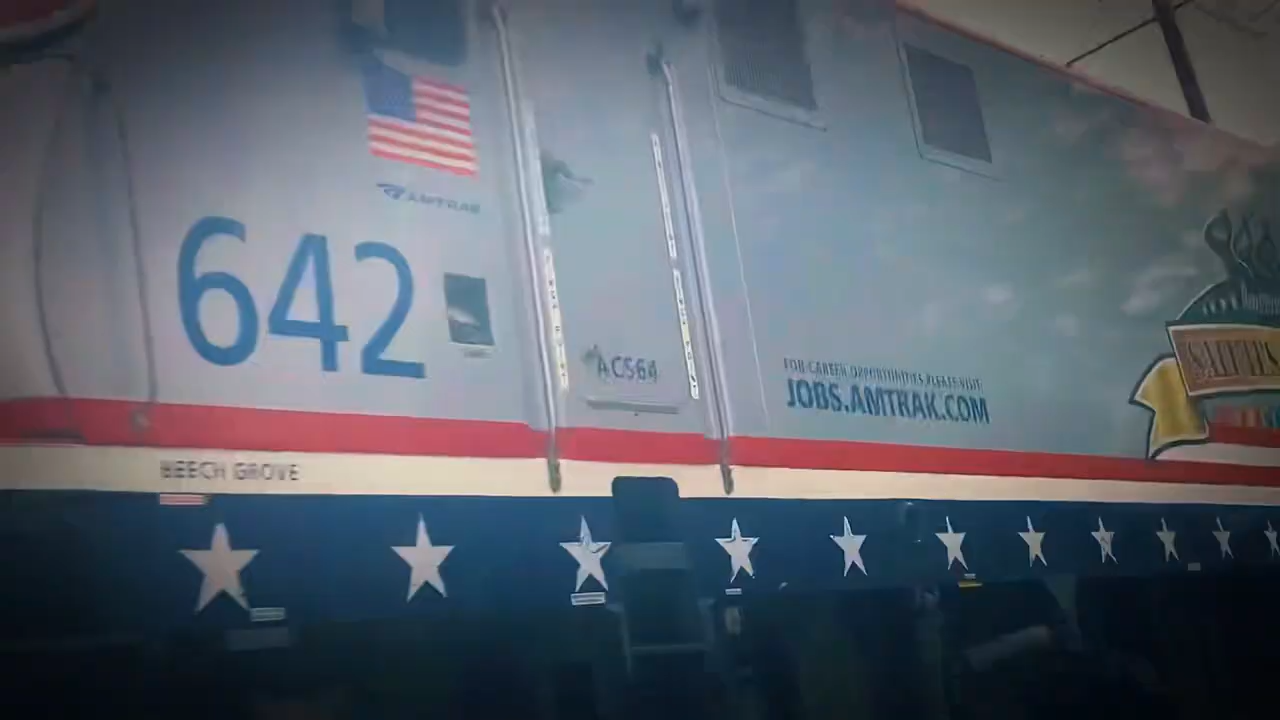 AMTRAK
642
ACS64
FOR CAREER OPPORTUNITIES PLEASE VISIT
JOBS.AMTRAK.COM
BEECH GROVE